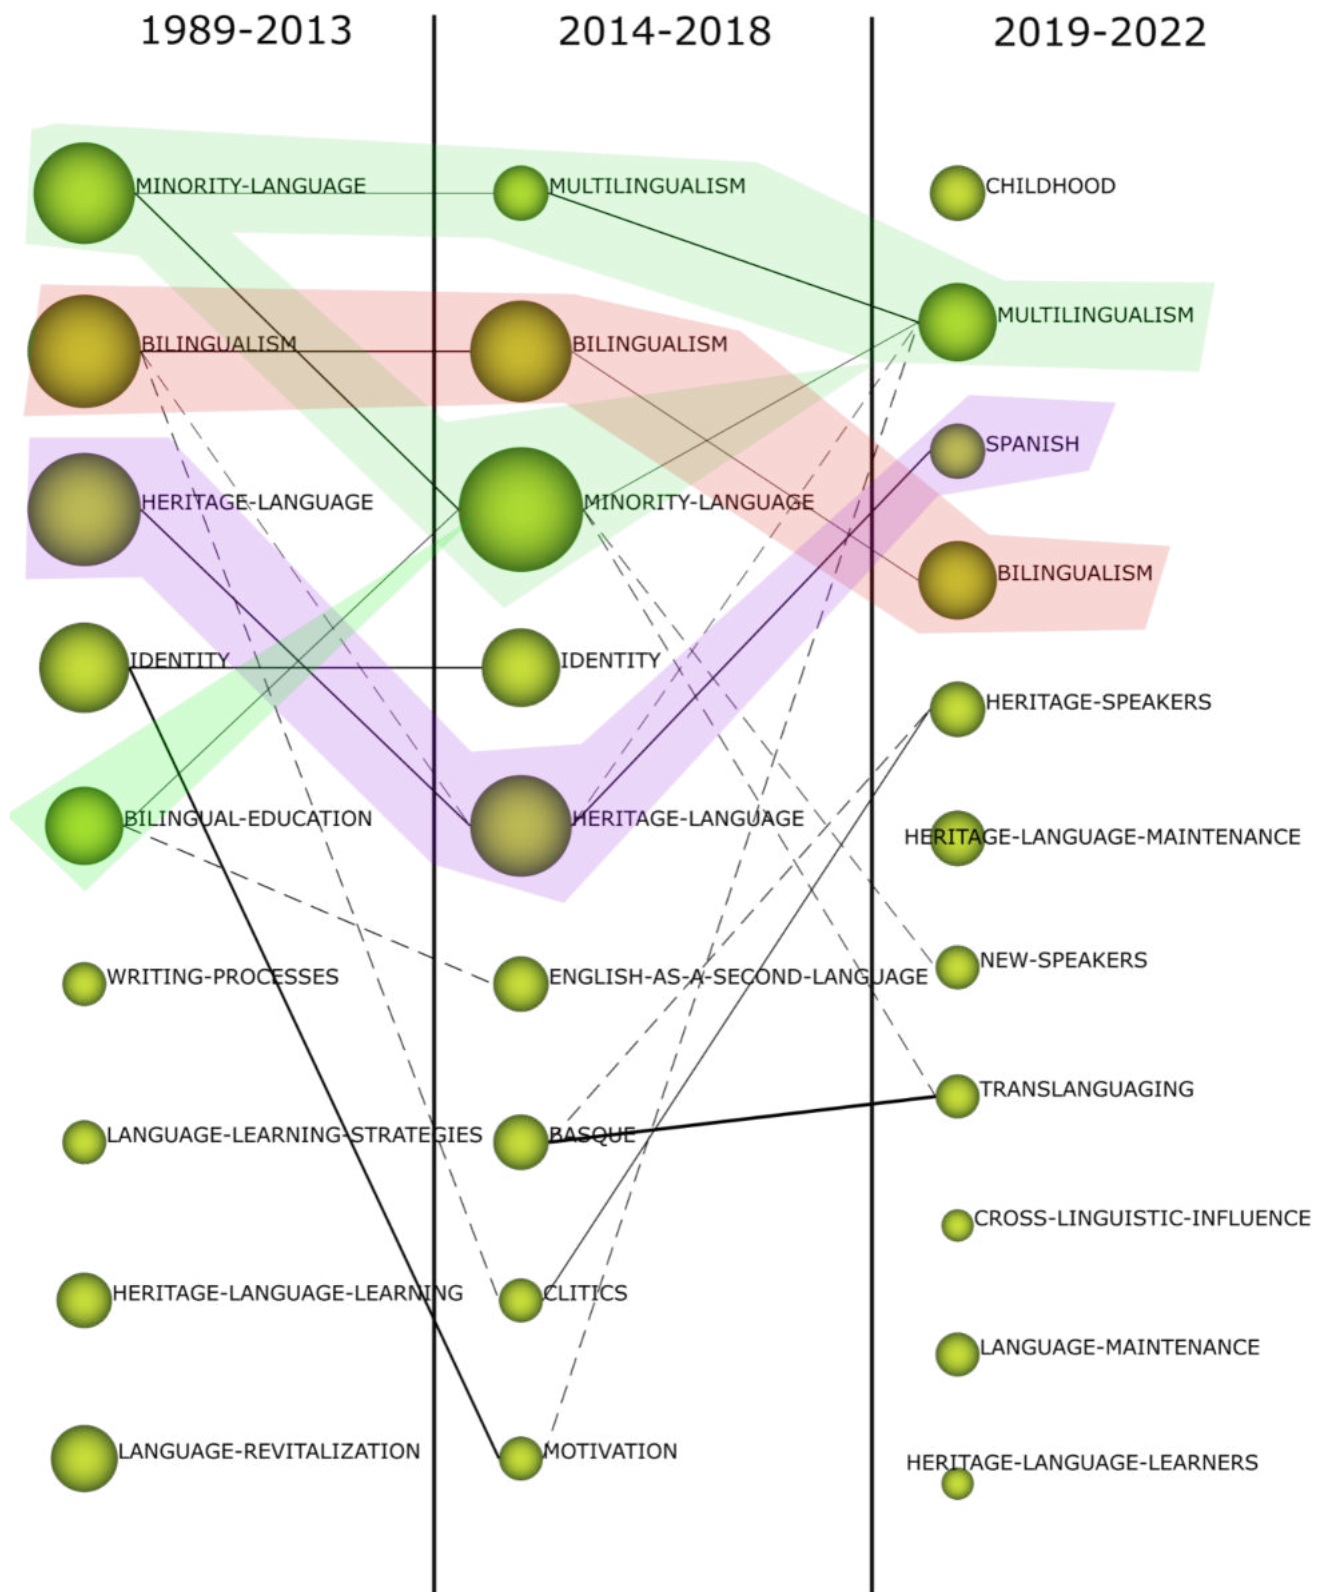 1989-2013
2014-2018
2019-2022
MINORITY-LANGUAGE
BILINGUALISM
HERITAGE-LANGUAGE
IDENTITY
BILINGUAL-EDUCATION
WRITING-PROCESSES
LANGUAGE-LEARNING-STRATEGIES
HERITAGE-LANGUAGE-LEARNING
LANGUAGE-REVITALIZATION
MULTILINGUALISM
BILINGUALISM
MINORITY-LANGUAGE
IDENTITY
HERITAGE-LANGUAGE
ENGLISH-AS-A-SECOND-LANGUAGE
BASQUE
CLITICS
MOTIVATION
CHILDHOOD
MULTILINGUALISM
SPANISH
BILINGUALISM
HERITAGE-SPEAKERS
HERITAGE-LANGUAGE-MAINTENANCE
NEW-SPEAKERS
TRANSLANGUAGING
CROSS-LINGUISTIC-INFLUENCE
LANGUAGE-MAINTENANCE
HERITAGE-LANGUAGE-LEARNERS